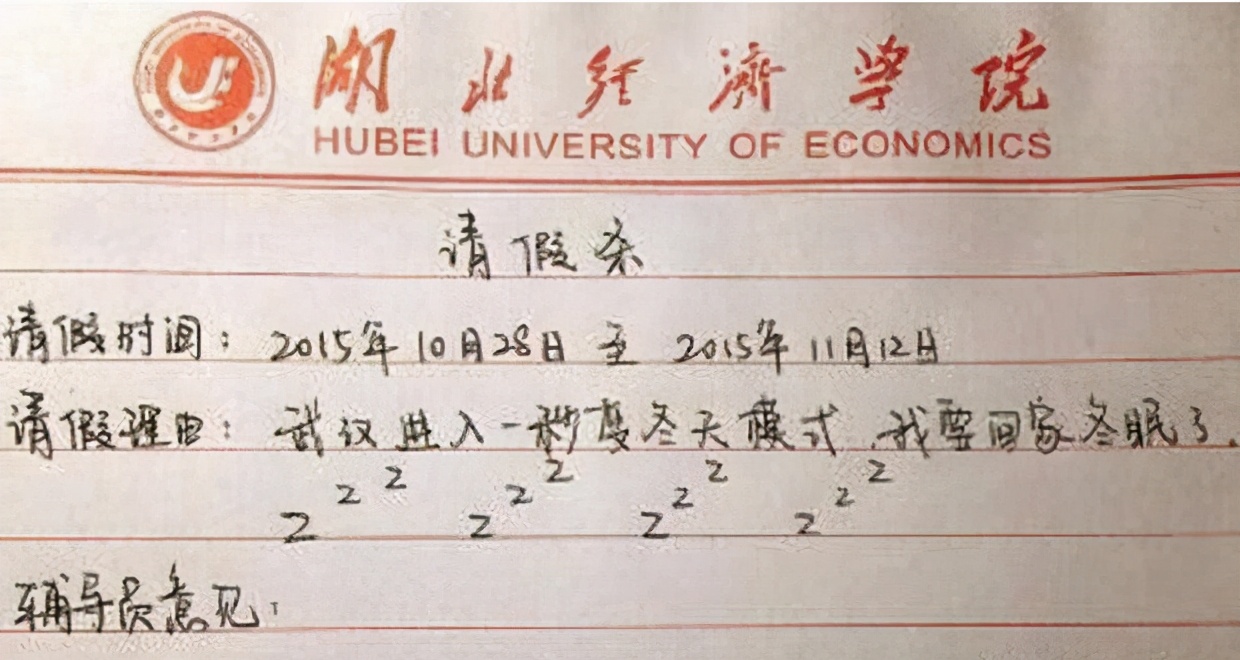 湖北经济学院
HUBEI UNIVERSITY OF ECONOMICS
请假条
请假时间：2015年10月28日 至 2015年11月12日
请假理由：武汉进入一秒变冬天模式，我要回家冬眠了.
z z z z z z z z z z z z
辅导员意见：